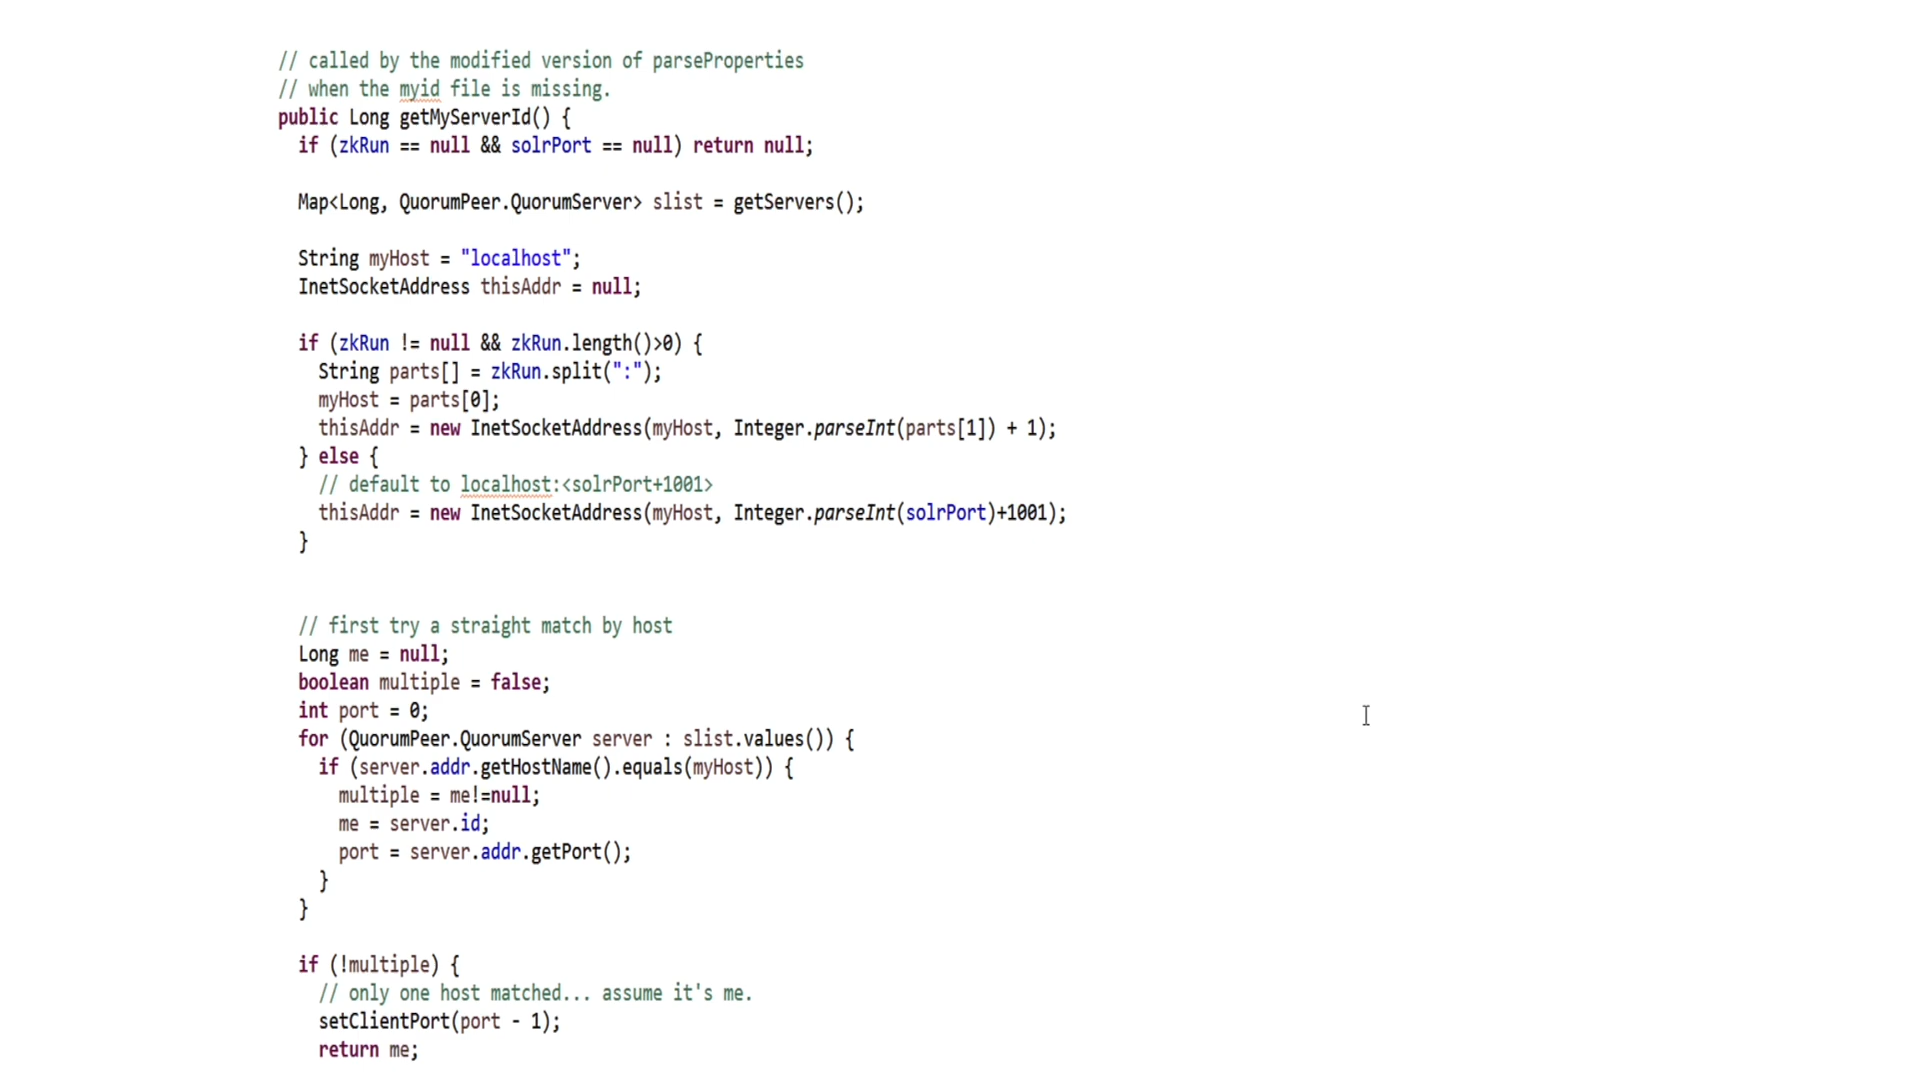 // called by the modified version of parseProperties
// when the myid file is missing.
public Long getMyServerId() {
if (zkRun == null && solrPort == null) return null;
Map<Long, QuorumPeer.QuorumServer> slist = getServers();
String myHost = "localhost";
InetSocketAddress thisAddr = null;
if (zkRun != null && zkRun.length()>0) {
String parts[] = zkRun.split(":");
myHost = parts[0];
thisAddr = new InetSocketAddress(myHost, Integer.parseInt(parts[1]) + 1);
} else {
// default to localhost:<solrPort+1001>
thisAddr = new InetSocketAddress(myHost, Integer.parseInt(solrPort)+1001);
}
// first try a straight match by host
Long me = null;
boolean multiple = false;
int port = 0;
for (QuorumPeer.QuorumServer server : slist.values()) {
if (server.addr.getHostName().equals(myHost)) {
multiple = me!=null;
me = server.id;
port = server.addr.getPort();
}
}
if (!multiple) {
// only one host matched... assume it's me.
setClientPort(port - 1);
return me;